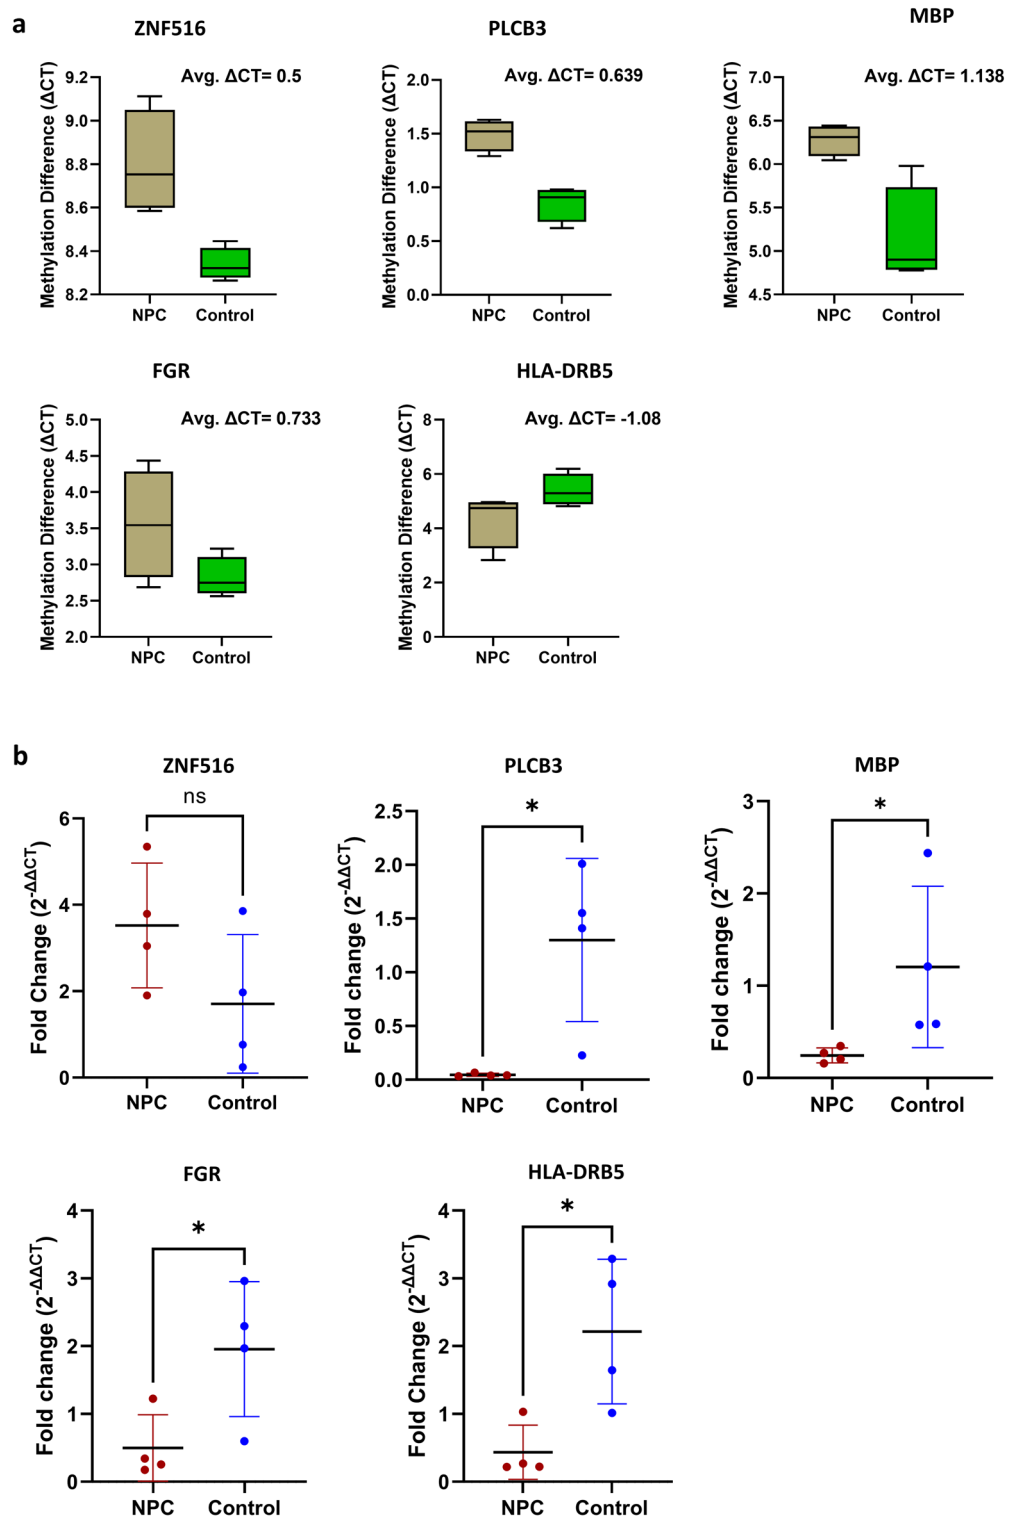 a
ZNF516
Avg. ΔCT= 0.5
Methylation Difference (ΔCT)
9.2
9.0
8.8
8.6
8.4
8.2
NPC Control
PLCB3
Avg. ΔCT= 0.639
Methylation Difference (ΔCT)
2.0
1.5
1.0
0.5
0.0
NPC Control
MBP
Avg. ΔCT= 1.138
Methylation Difference (ΔCT)
7.0
6.5
6.0
5.5
5.0
4.5
NPC Control
FGR
Avg. ΔCT= 0.733
Methylation Difference (ΔCT)
5.0
4.5
4.0
3.5
3.0
2.5
2.0
NPC Control
HLA-DRB5
Avg. ΔCT= -1.08
Methylation Difference (ΔCT)
8
6
4
2
0
NPC Control
b
ZNF516
ns
Fold Change (2^-ΔΔCT)
6
4
2
0
NPC Control
PLCB3
*
Fold change (2^-ΔΔCT)
2.5
2.0
1.5
1.0
0.5
0.0
NPC Control
MBP
*
Fold change (2^-ΔΔCT)
3
2
1
0
NPC Control
FGR
*
Fold change (2^-ΔΔCT)
4
3
2
1
0
NPC Control
HLA-DRB5
*
Fold Change (2^-ΔΔCT)
4
3
2
1
0
NPC Control